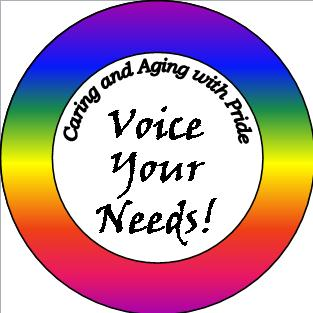 Caring and Aging with Pride
Voice
Your
Needs!